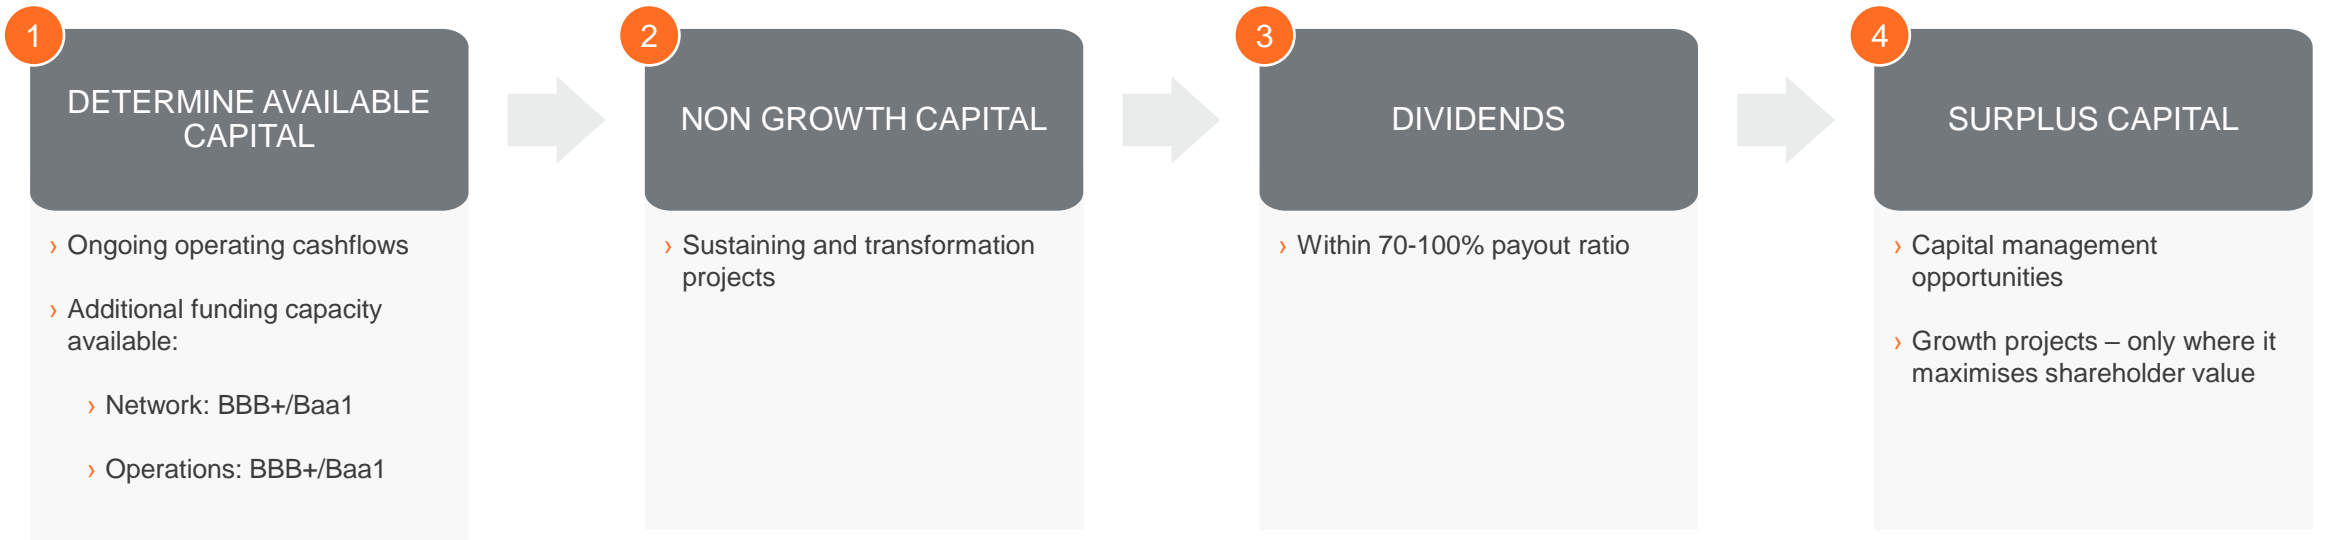 1
DETERMINE AVAILABLE
CAPITAL
› Ongoing operating cashflows
› Additional funding capacity
available:
› Network: BBB+/Baa1
› Operations: BBB+/Baa1
2
NON GROWTH CAPITAL
› Sustaining and transformation
projects
3
DIVIDENDS
› Within 70-100% payout ratio
4
SURPLUS CAPITAL
› Capital management
opportunities
› Growth projects – only where it
maximises shareholder value